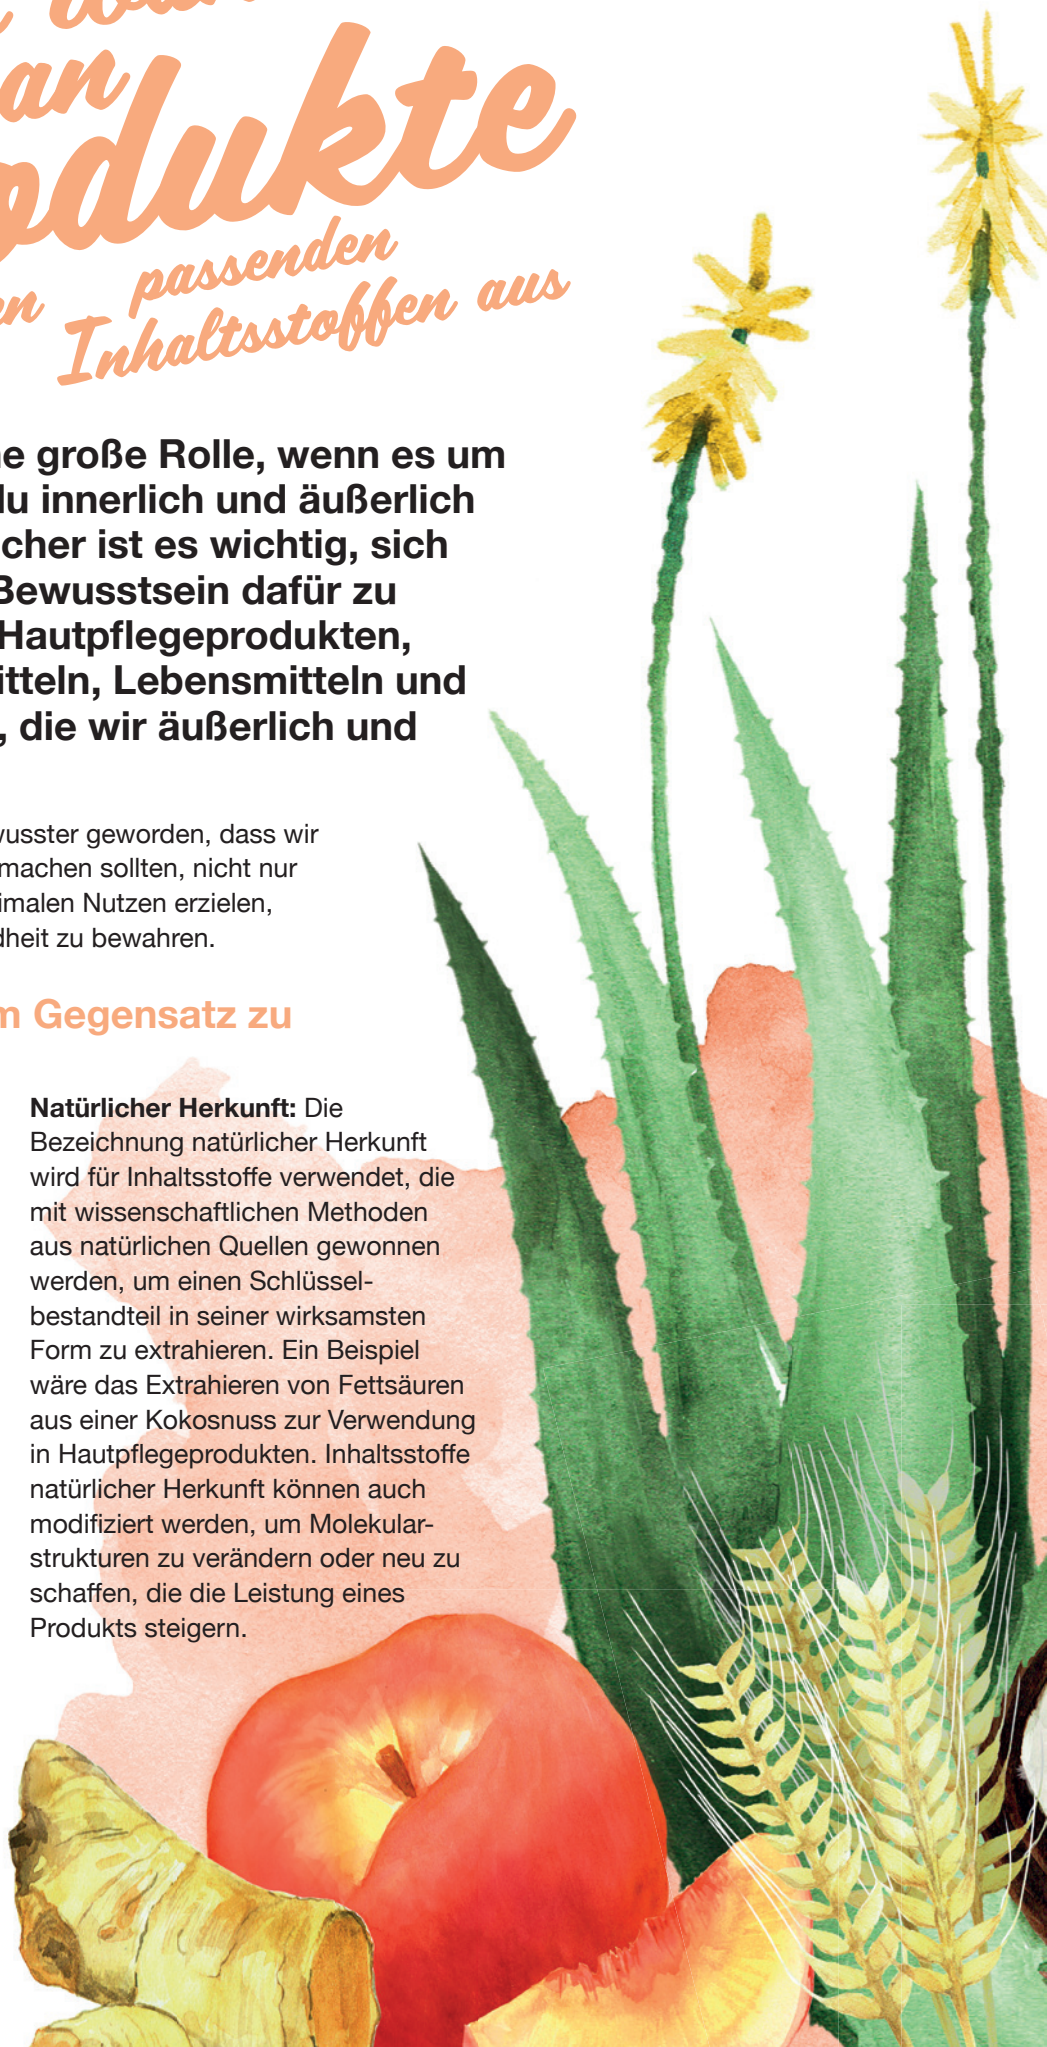 an
dukte
passenden
Inhaltsstoffen aus
große Rolle, wenn es um
innerlich und äußerlich
ist es wichtig, sich
Bewusstsein dafür zu
Hautpflegeprodukten,
Lebensmitteln und
, die wir äußerlich und
geworden, dass wir
machen sollten, nicht nur
Nutzen erzielen,
zu bewahren.
Gegensatz zu
Natürlicher Herkunft: Die
Bezeichnung natürlicher Herkunft
wird für Inhaltsstoffe verwendet, die
mit wissenschaftlichen Methoden
aus natürlichen Quellen gewonnen
werden, um einen Schlüssel-
bestandteil in seiner wirksamsten
Form zu extrahieren. Ein Beispiel
wäre das Extrahieren von Fettsäuren
aus einer Kokosnuss zur Verwendung
in Hautpflegeprodukten. Inhaltsstoffe
natürlicher Herkunft können auch
modifiziert werden, um Molekular-
strukturen zu verändern oder neu zu
schaffen, die die Leistung eines
Produkts steigern.